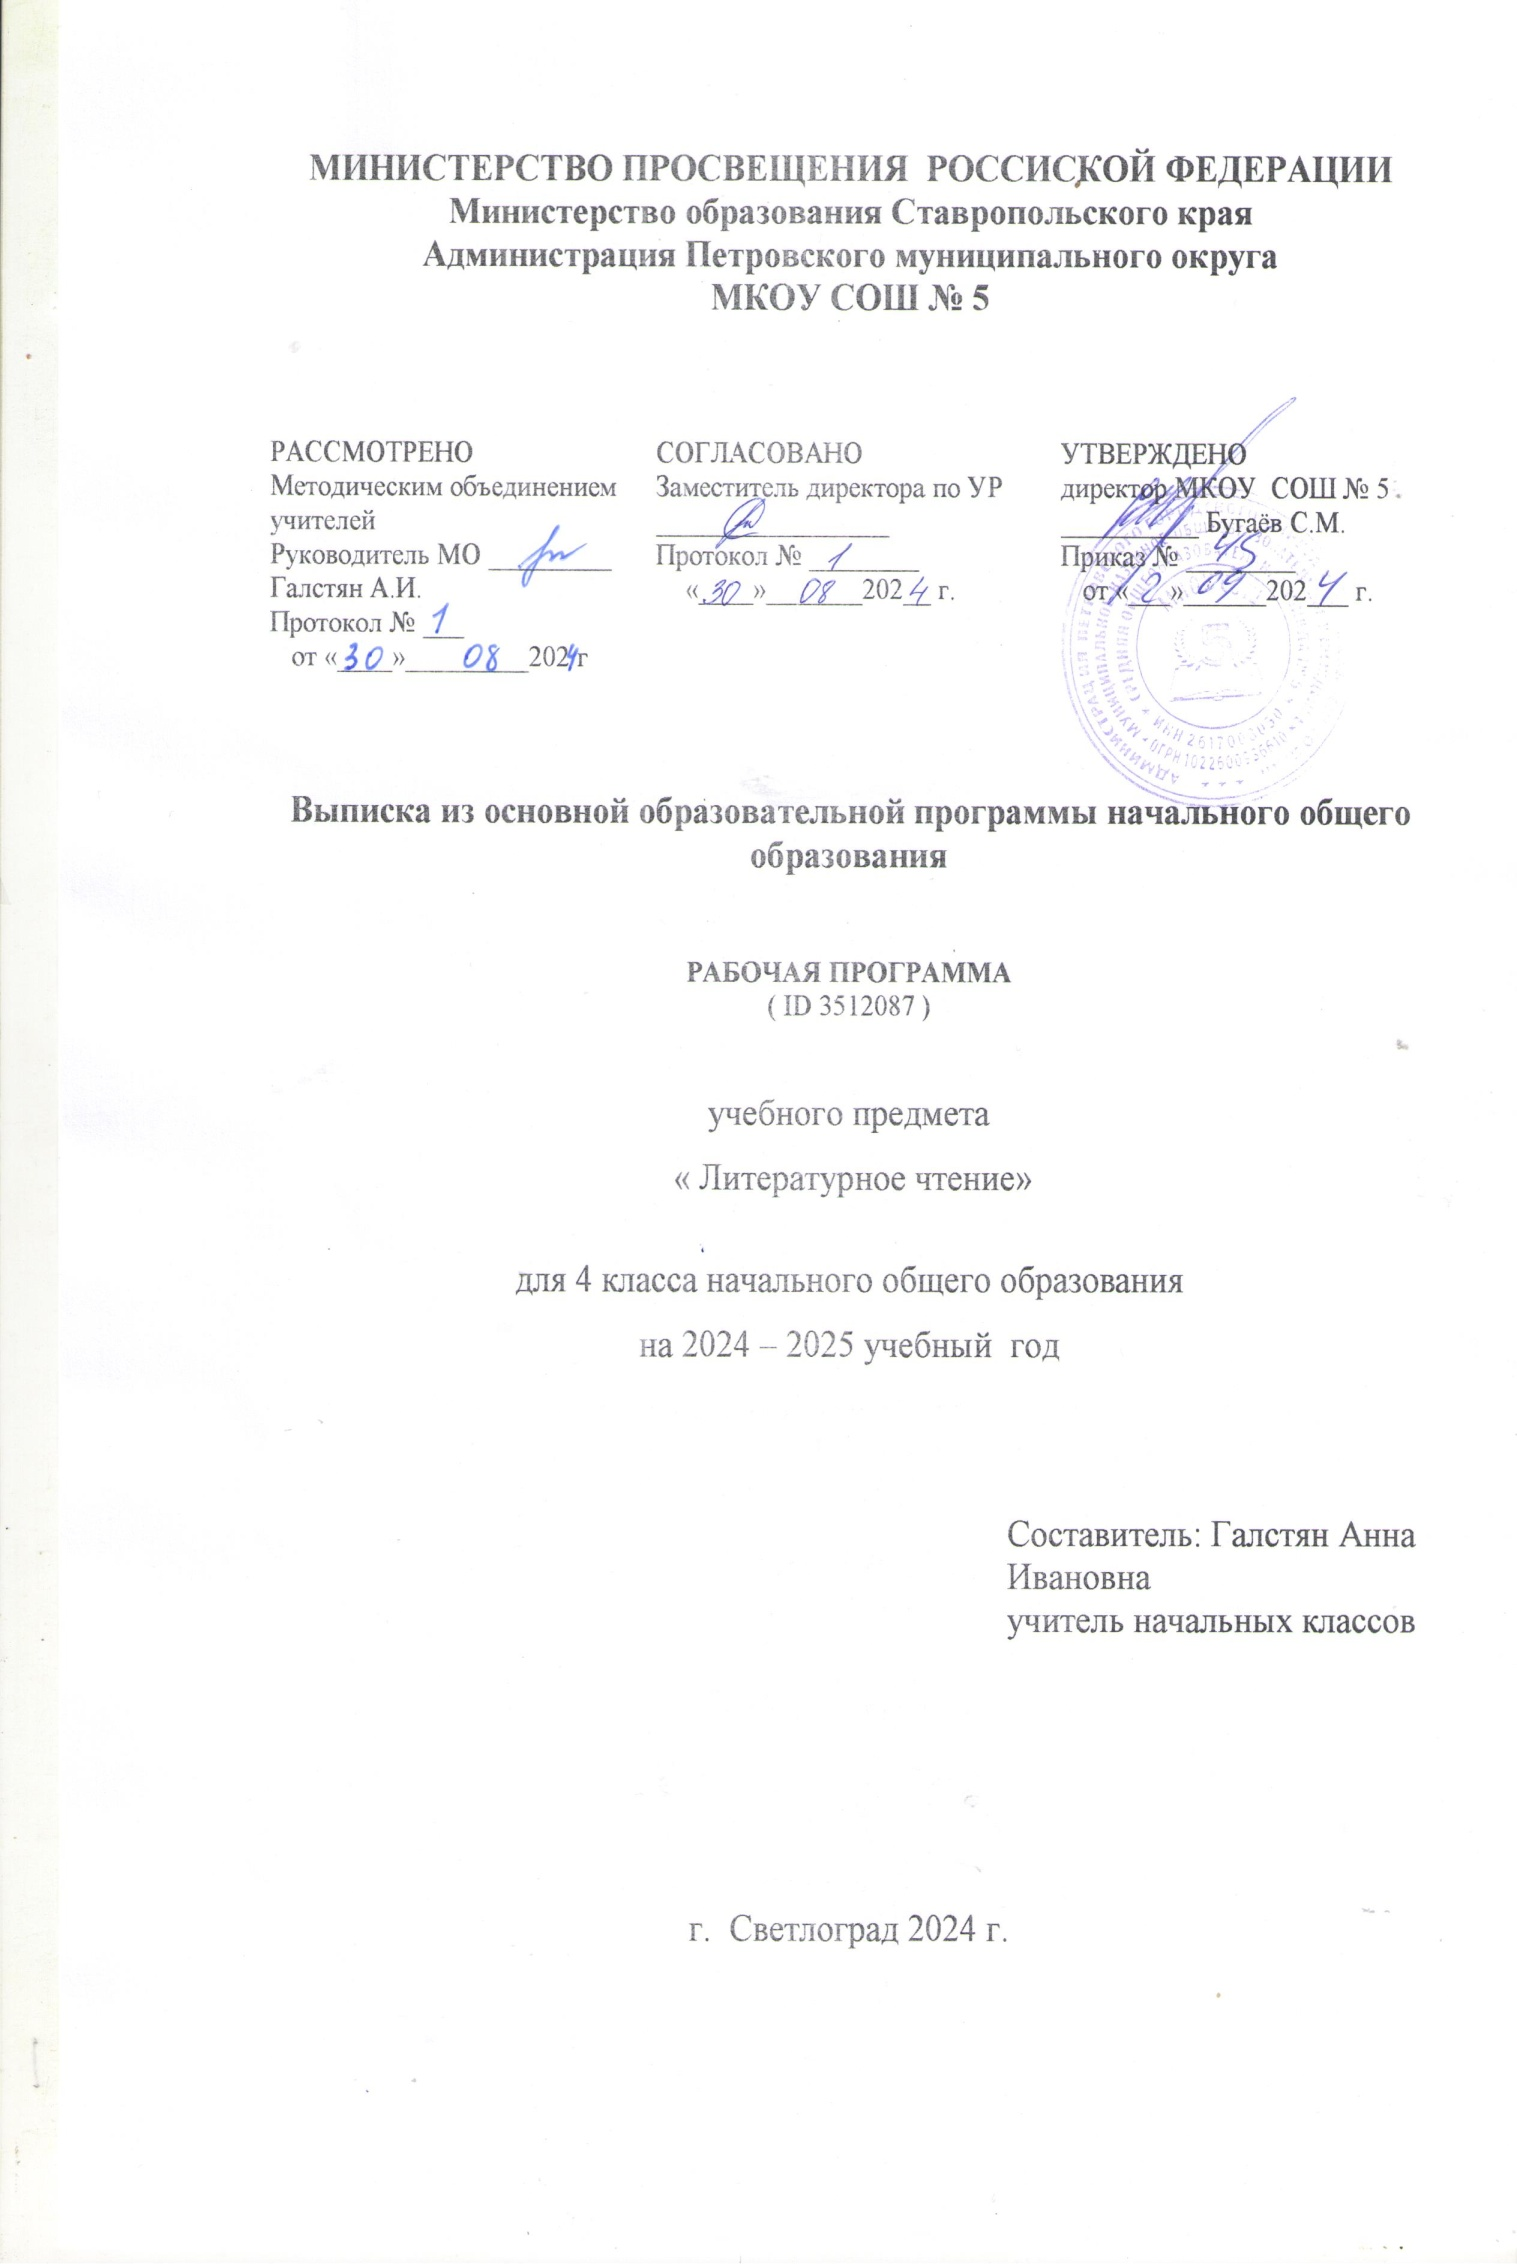 МИНИСТЕРСТВО ПРОСВЕЩЕНИЯ РОССИСКОЙ ФЕДЕРАЦИИ
Министерство образования Ставропольского края
Администрация Петровского муниципального округа
МКОУ СОШ № 5
РАССМОТРЕНО
Методическим объединением
учителей
Руководитель МО _________
Галстян А.И.
Протокол № 1
от «30» 08 2024г
СОГЛАСОВАНО
Заместитель директора по УР
_________________
Протокол № 1
«30» 08 2024 г.
УТВЕРЖДЕНО
директор МКОУ СОШ № 5
__________ Бугаёв С.М.
Приказ № 45
от «12» 09 2024 г.
Выписка из основной образовательной программы начального общего
образования
РАБОЧАЯ ПРОГРАММА
( ID 3512087 )
учебного предмета
« Литературное чтение»
для 4 класса начального общего образования
на 2024 – 2025 учебный год
Составитель: Галстян Анна
Ивановна
учитель начальных классов
г. Светлоград 2024 г.